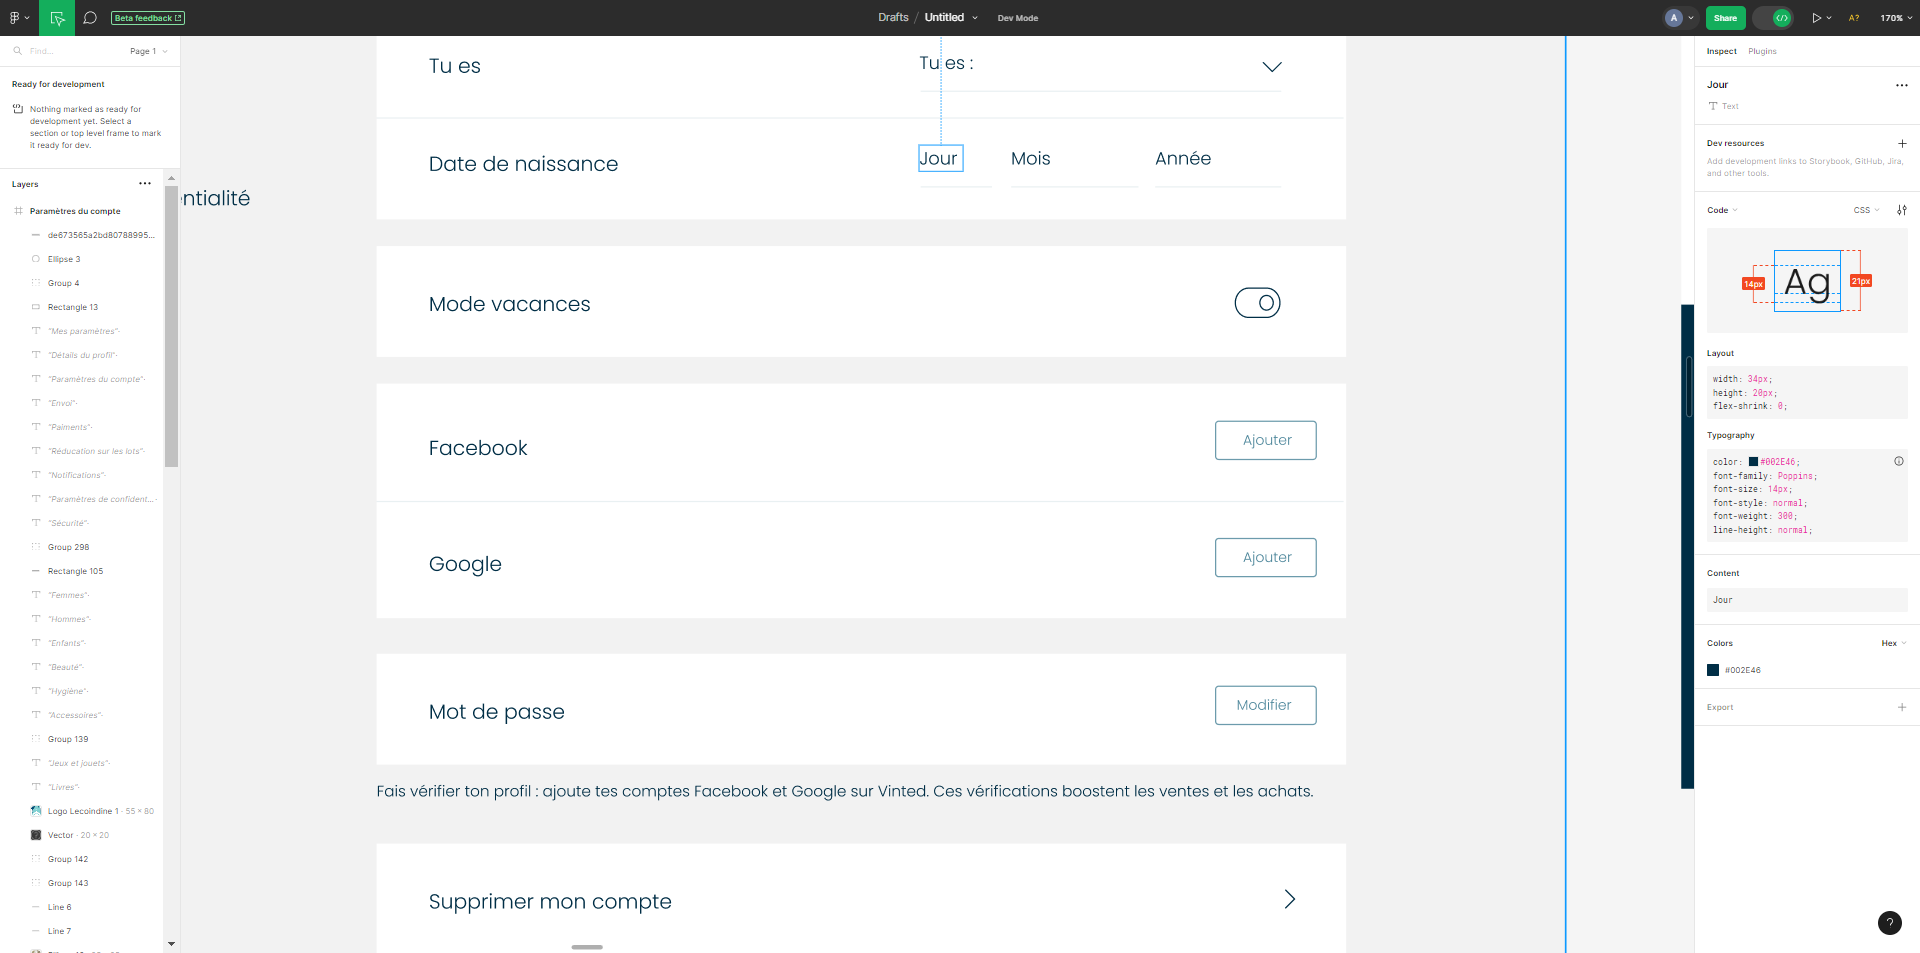 Beta feedback
Drafts / Untitled
Dev Mode
A
Share
</>
A?
170%
Find...
Page 1
Ready for development
Nothing marked as ready for
development yet. Select a
section or top level frame to mark
it ready for dev.
Layers
Paramètres du compte
de673565a2bd80788995...
Ellipse 3
Group 4
Rectangle 13
"Mes paramètres"-
"Détails du profil"-
"Paramètres du compte"-
"Envoi"-
"Paiments"-
"Réducation sur les lots"-
"Notifications"-
"Paramètres de confident... -
"Sécurité"-
Group 298
Rectangle 105
"Femmes"-
"Hommes"-
"Enfants"-
"Beauté"-
"Hygiène"-
"Accessoires"-
Group 139
"Jeux et jouets"-
"Livres"-
Logo Lecoindine 1 · 55 × 80
Vector · 20 × 20
Group 142
Group 143
Line 6
Line 7
entialité
Tu es
Tu es :
Date de naissance
Jour
Mois
Année
Mode vacances
Facebook
Ajouter
Google
Ajouter
Mot de passe
Modifier
Fais vérifier ton profil : ajoute tes comptes Facebook et Google sur Vinted. Ces vérifications boostent les ventes et les achats.
Supprimer mon compte
Inspect
Plugins
Jour
Text
Dev resources
Add development links to Storybook, GitHub, Jira,
and other tools.
Code
CSS
14px
Ag
21px
Layout
width: 34px;
height: 20px;
flex-shrink: 0;
Typography
color: #002E46;
font-family: Poppins;
font-size: 14px;
font-style: normal;
font-weight: 300;
line-height: normal;
Content
Jour
Colors
Hex
#002E46
Export
?